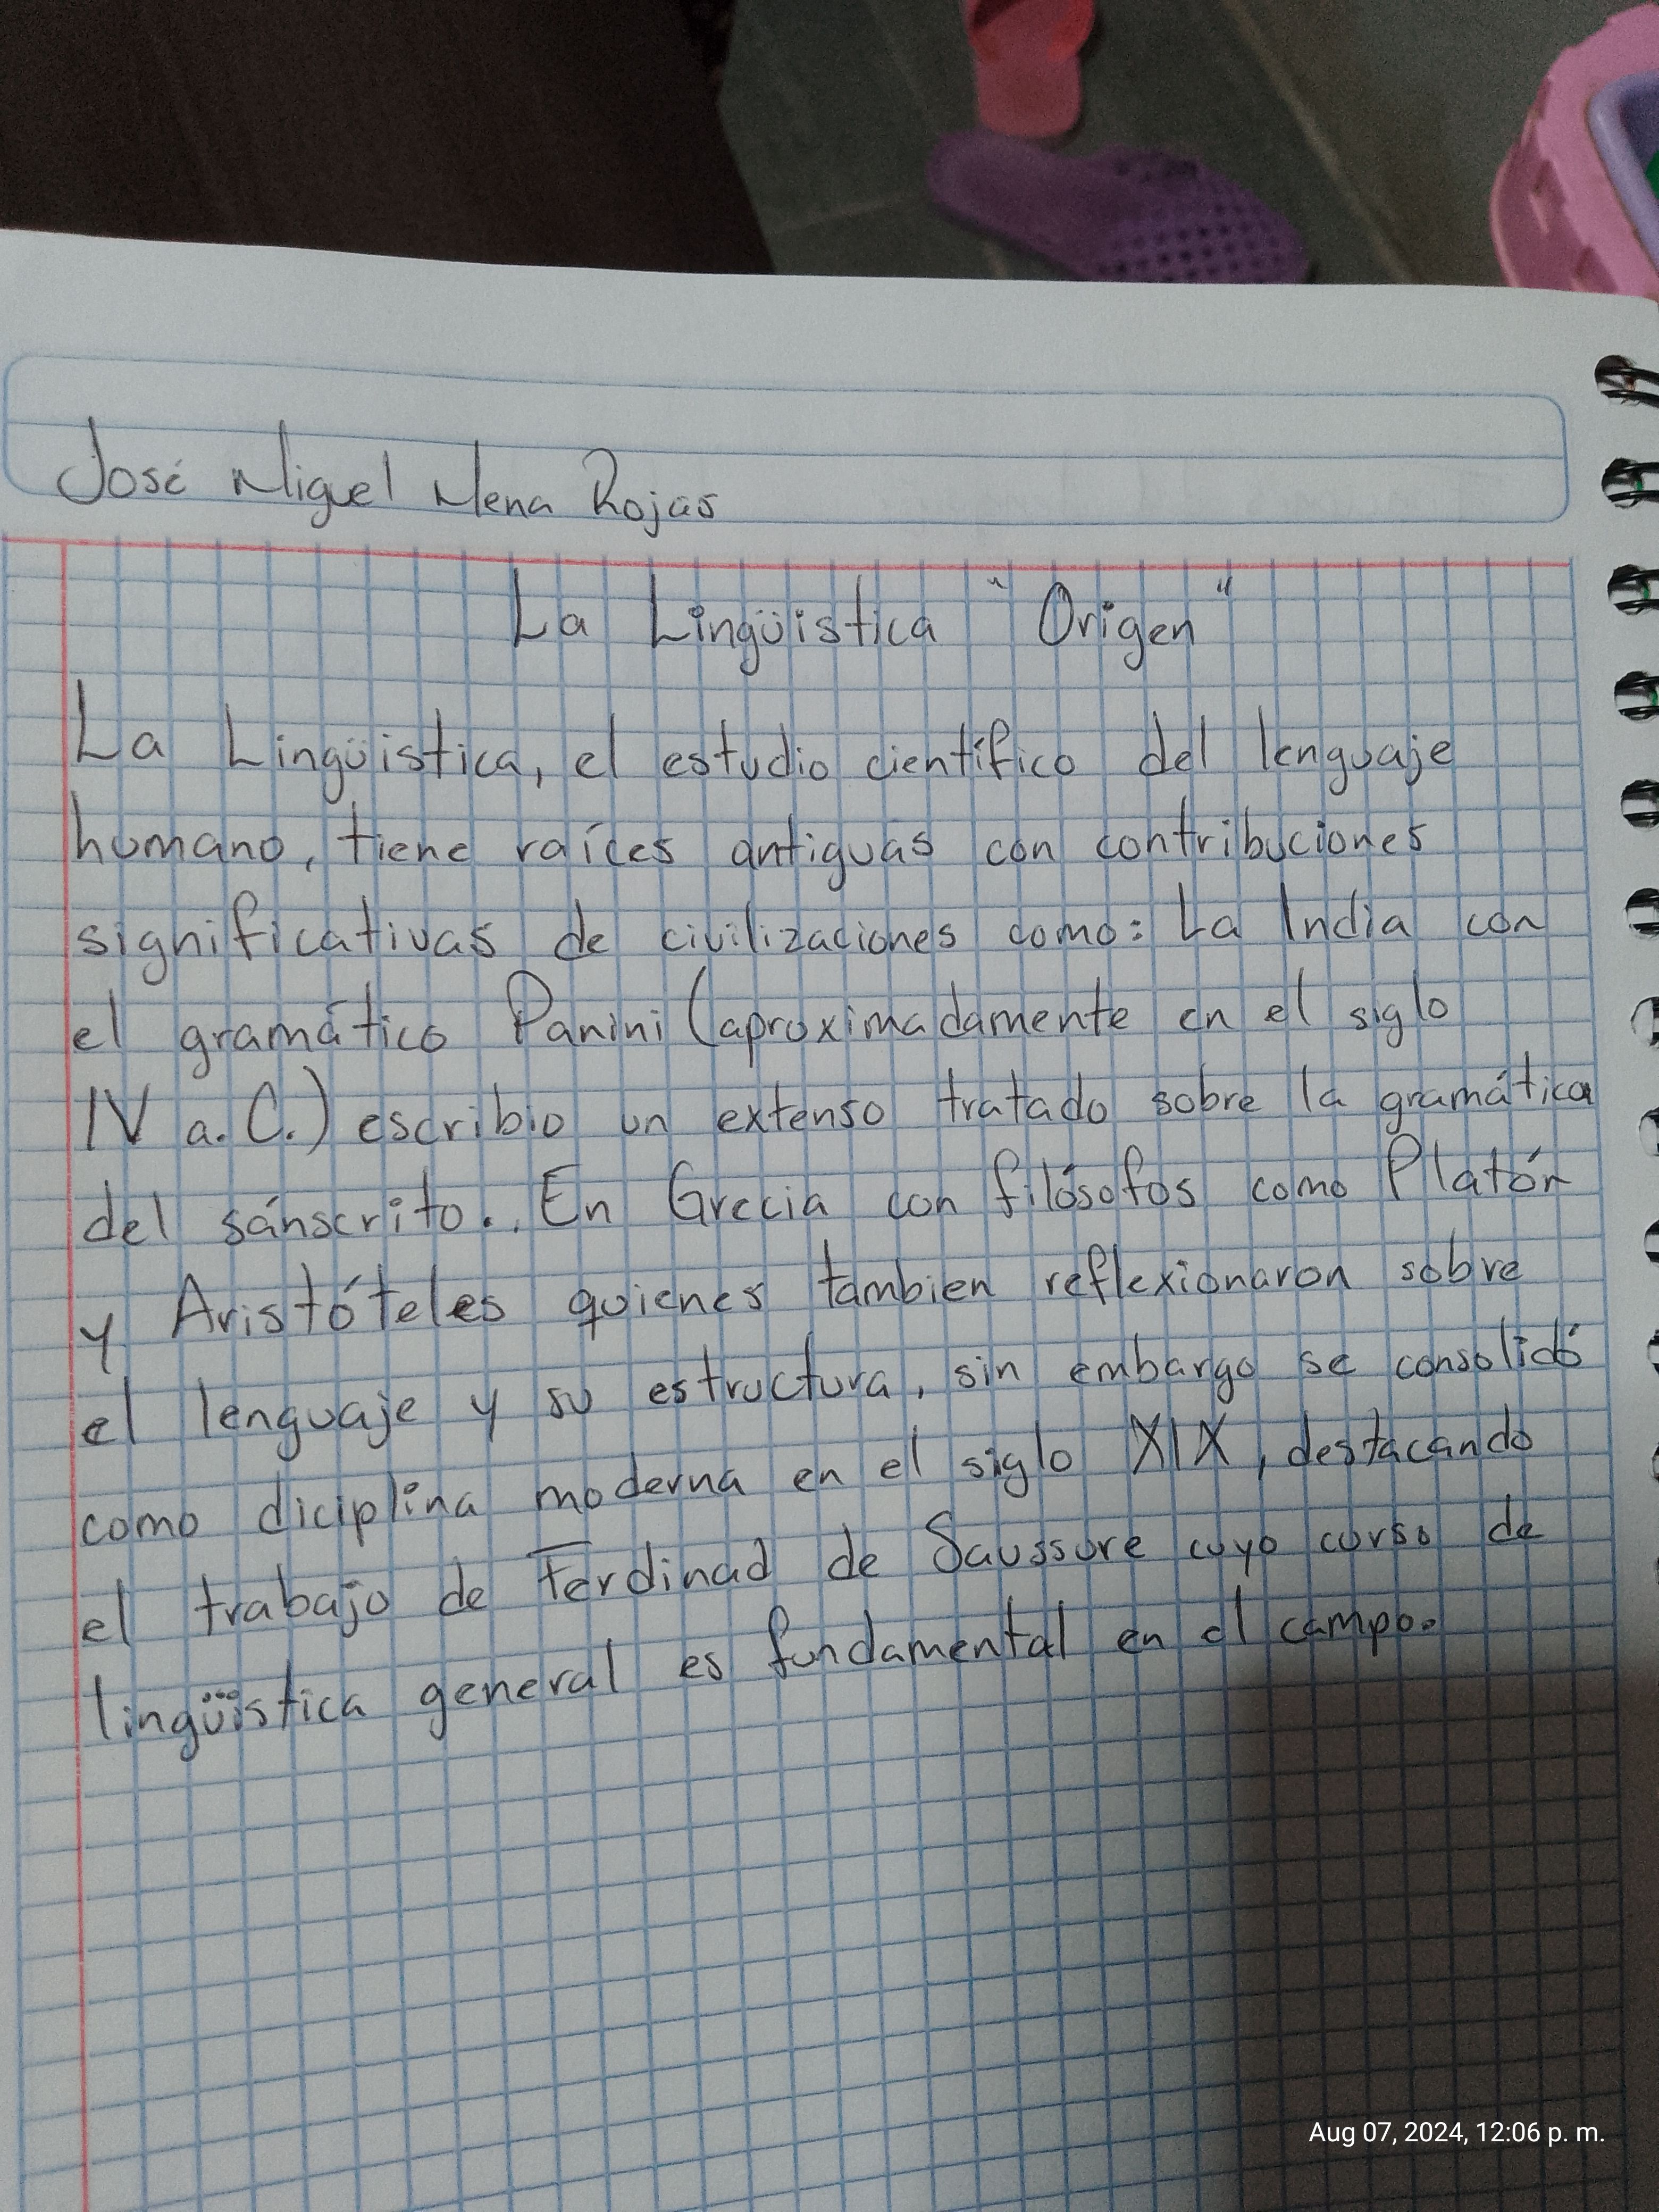 José Miguel Mena Rojas
La Lingüistica "Origen"
La Lingüistica, el estudio científico del lenguaje
humano, tiene raíces antiguas con contribuciones
significativas de civilizaciones como: La India con
el gramático Panini (aproximadamente en el siglo
IV a.C.) escribio un extenso tratado sobre la gramática
del sánscrito.. En Grecia con filósofos como Platón
y Aristóteles quienes tambien reflexionaron sobre
el lenguaje y su estructura, sin embargo se consolidó
como diciplina moderna en el siglo XIX, destacando
el trabajo de Ferdinad de Saussure cuyo curso de
lingüistica general es fundamental en el campo.
Aug 07, 2024, 12:06 p. m.